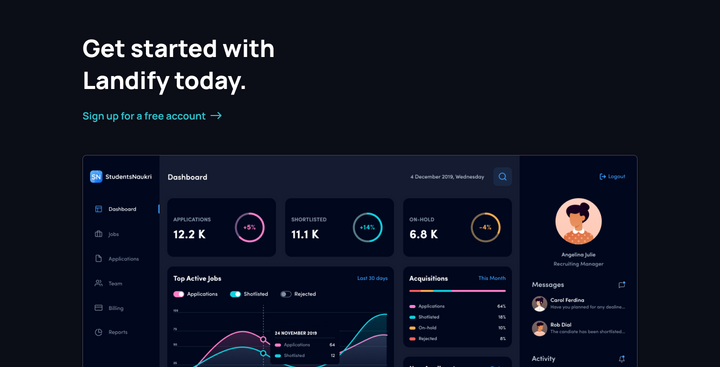 Get started with
Landify today.
Sign up for a free account →
SN StudentsNaukri
Dashboard
Jobs
Applications
Team
Billing
Reports
Dashboard
4 December 2019, Wednesday
APPLICATIONS
12.2 K
+5%
SHORTLISTED
11.1 K
+14%
ON-HOLD
6.8 K
-4%
Top Active Jobs
Last 30 days
Applications
Shortlisted
Rejected
24 NOVEMBER 2019
Applications 64
Shortlisted 12
Acquisitions
This Month
Applications 64%
Shortlisted 18%
On-hold 10%
Rejected 8%
Logout
Angelina Julie
Recruiting Manager
Messages
Carol Ferdina
Have you planned for any deadline...
Rob Dial
The candiate has been shortlisted...
Activity